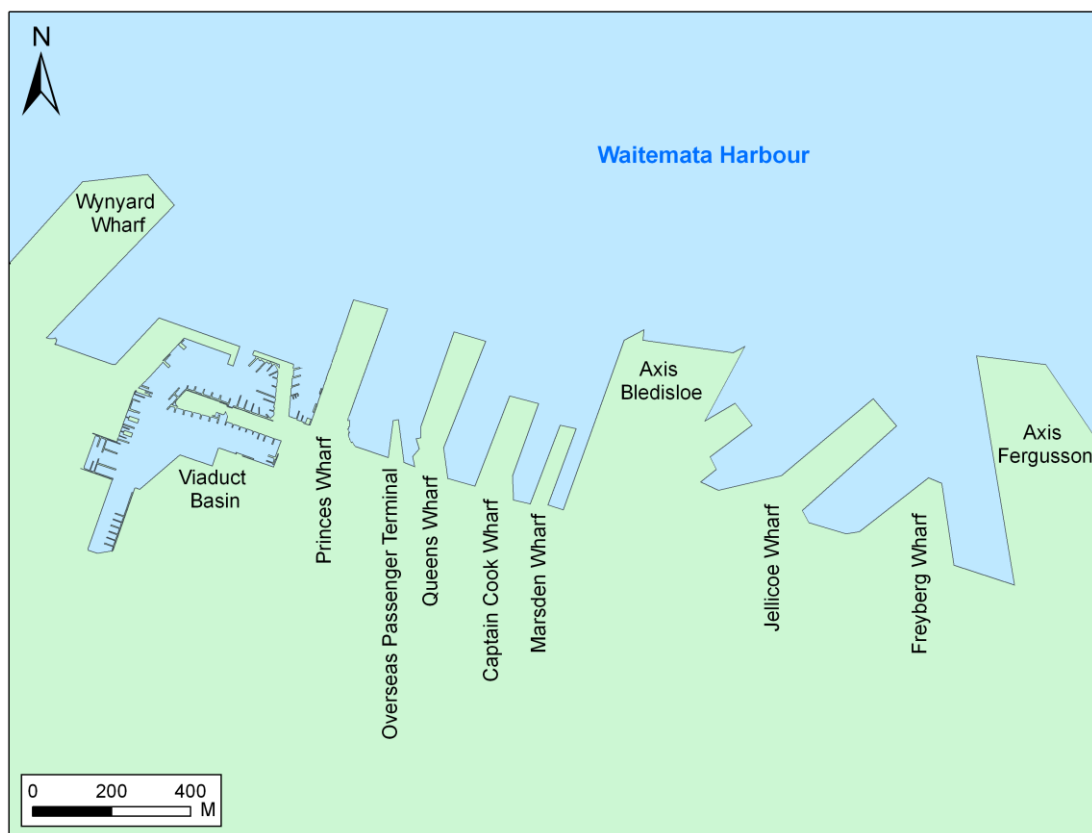 N
Waitemata Harbour
Wynyard
Wharf
Axis
Bledisloe
Axis
Fergusson
Viaduct
Basin
Princes Wharf
Overseas Passenger Terminal
Queens Wharf
Captain Cook Wharf
Marsden Wharf
Jellicoe Wharf
Freyberg Wharf
0 200 400
M